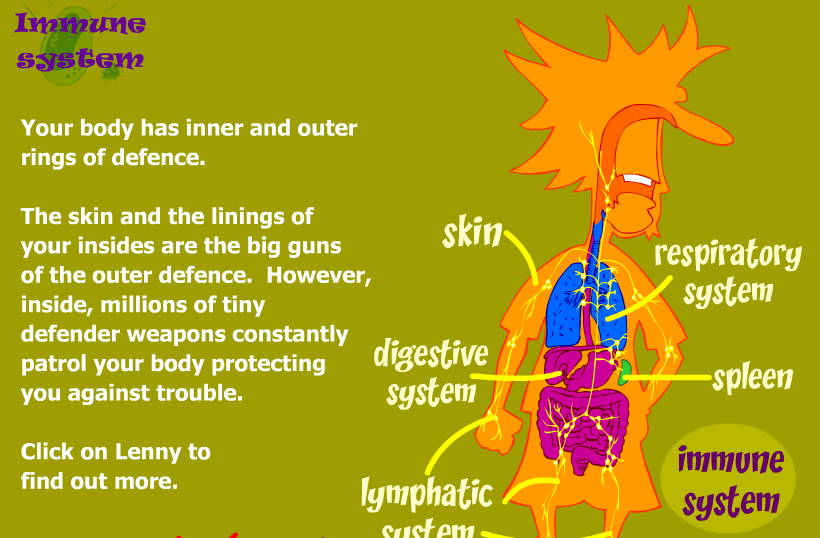 Immune
system
Your body has inner and outer
rings of defence.
The skin and the linings of
your insides are the big guns
of the outer defence. However,
inside, millions of tiny
defender weapons constantly
patrol your body protecting
you against trouble.
Click on Lenny to
find out more.
skin
respiratory
system
digestive
system
spleen
lymphatic
system
immune
system